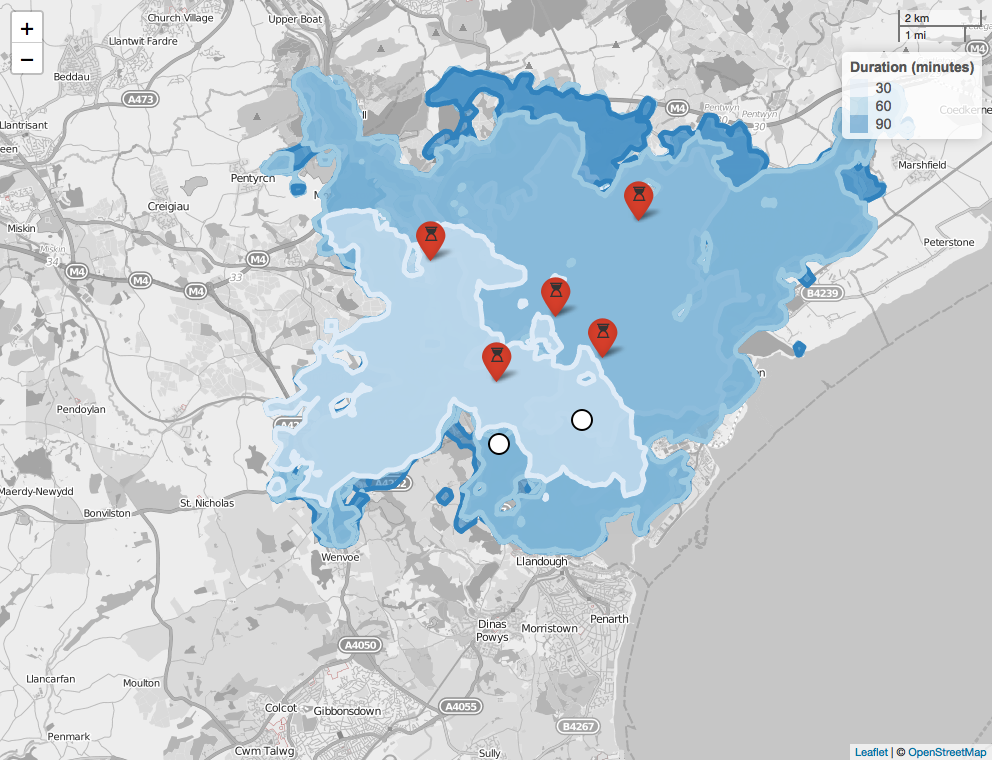 +
−
2 km
1 mi
Duration (minutes)
30
60
90
Church Village
Upper Boat
Llantwit Fardre
Beddau
A473
M4
M4
Pentwyn
Pentwyn
30
30
Llantrisant
Marshfield
Pentyrch
Creigiau
Miskin
Miskin
34
M4
M4
M4
33
M4
Peterstone
B4239
Pendoylan
Maerdy-Newydd
Bonvilston
St. Nicholas
A4232
Wenvoe
Llandough
Dinas
Powys
Morristown
Penarth
A4050
Llancarfan
Moulton
Colcot
Gibbonsdown
A4055
B4267
Penmark
Cwm Talwg
Sully
Leaflet | © OpenStreetMap